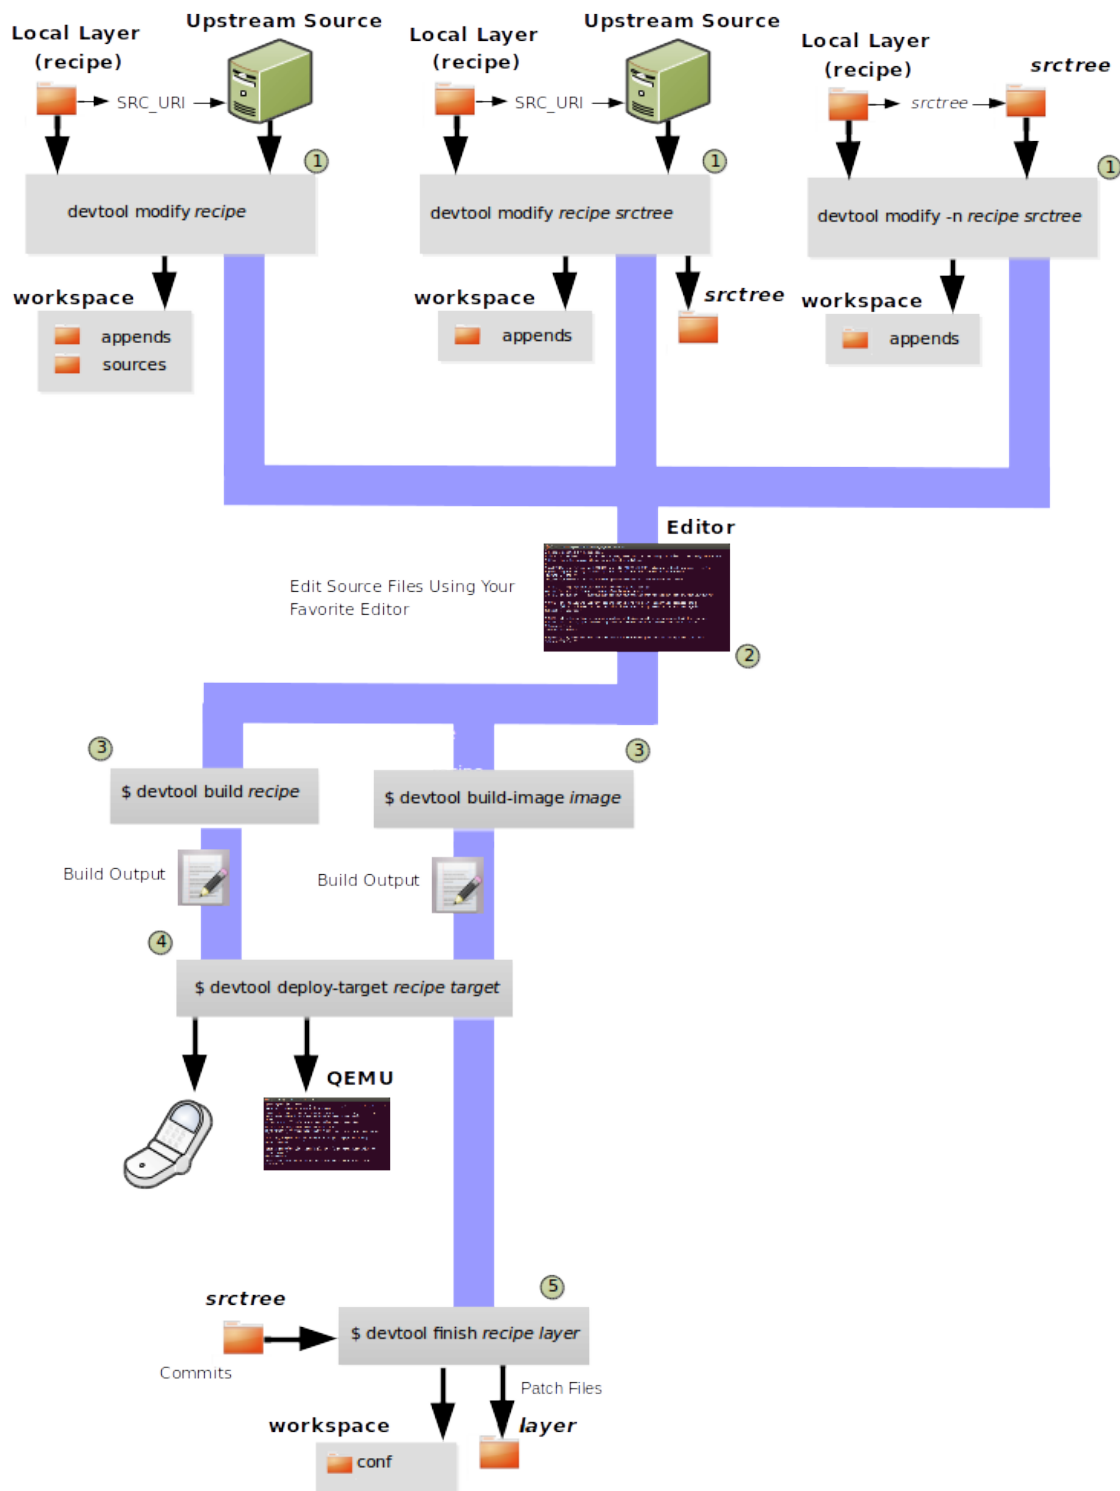 Upstream Source
Local Layer
(recipe)
SRC_URI
1
devtool modify recipe
workspace
appends
sources
Upstream Source
Local Layer
(recipe)
SRC_URI
1
devtool modify recipe srctree
workspace
appends
srctree
Local Layer
(recipe)
srctree
srctree
1
devtool modify -n recipe srctree
workspace
appends
Editor
Edit Source Files Using Your
Favorite Editor
2
3
$ devtool build recipe
Build Output
3
$ devtool build-image image
Build Output
4
$ devtool deploy-target recipe target
QEMU
5
srctree
$ devtool finish recipe layer
Commits
Patch Files
workspace
layer
conf